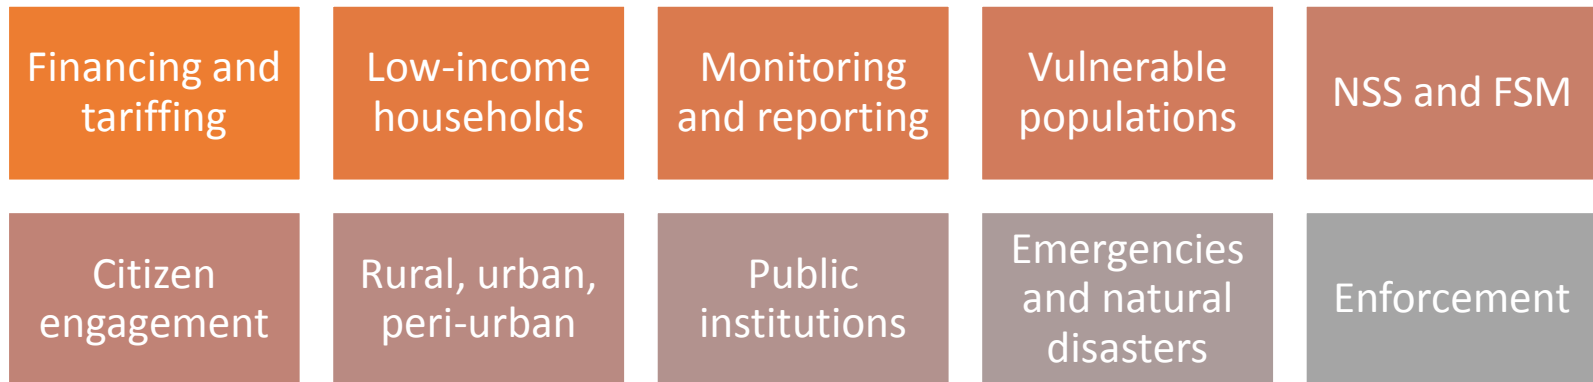 Financing and
tariffing
Low-income
households
Monitoring
and reporting
Vulnerable
populations
NSS and FSM
Citizen
engagement
Rural, urban,
peri-urban
Public
institutions
Emergencies
and natural
disasters
Enforcement